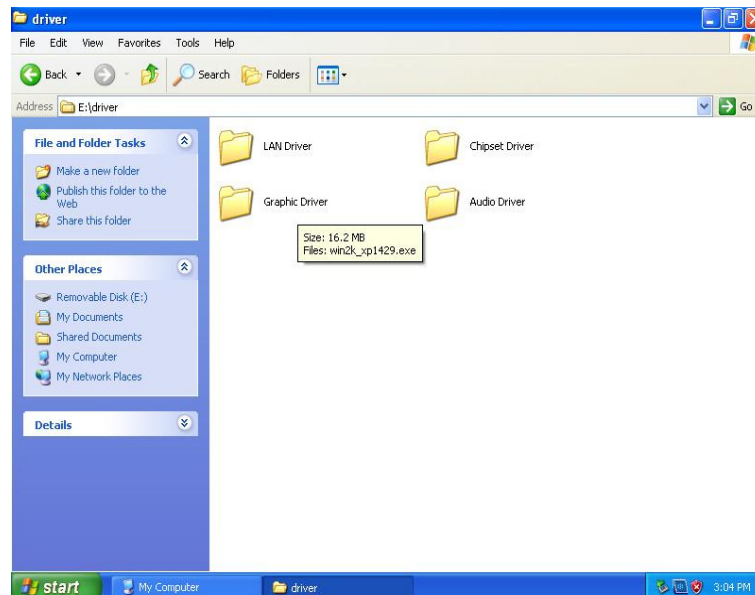 driver
File Edit View Favorites Tools Help
Back Search Folders
Address E:\driver Go
File and Folder Tasks
Make a new folder
Publish this folder to the
Web
Share this folder
Other Places
Removable Disk (E:)
My Documents
Shared Documents
My Computer
My Network Places
Details
LAN Driver Chipset Driver
Graphic Driver Audio Driver
Size: 16.2 MB
Files: win2k_xp1429.exe
start My Computer driver 3:04 PM